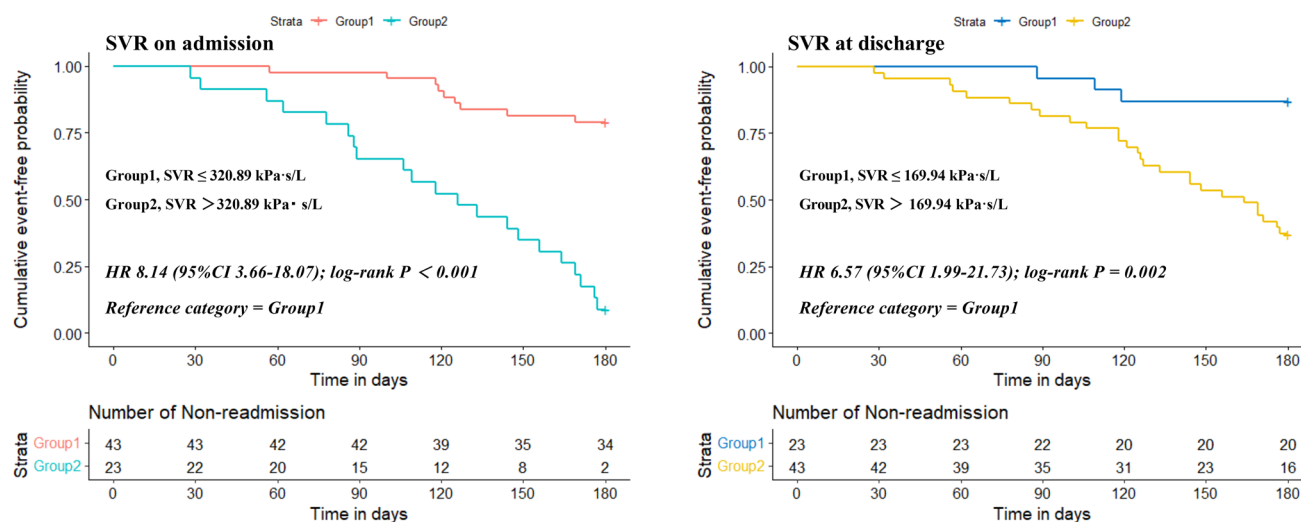 Strata Group1 Group2
SVR on admission
Cumulative event-free probability
1.00
0.75
0.50
0.25
0.00
Group1, SVR ≤ 320.89 kPa·s/L
Group2, SVR ＞320.89 kPa· s/L
HR 8.14 (95%CI 3.66-18.07); log-rank P ＜0.001
Reference category = Group1
0 30 60 90 120 150 180
Time in days
Number of Non-readmission
Strata
Group1 43 43 42 42 39 35 34
Group2 23 22 20 15 12 8 2
0 30 60 90 120 150 180
Time in days
Strata Group1 Group2
SVR at discharge
Cumulative event-free probability
1.00
0.75
0.50
0.25
0.00
Group1, SVR ≤ 169.94 kPa·s/L
Group2, SVR ＞ 169.94 kPa·s/L
HR 6.57 (95%CI 1.99-21.73); log-rank P = 0.002
Reference category = Group1
0 30 60 90 120 150 180
Time in days
Number of Non-readmission
Strata
Group1 23 23 23 22 20 20 20
Group2 43 42 39 35 31 23 16
0 30 60 90 120 150 180
Time in days